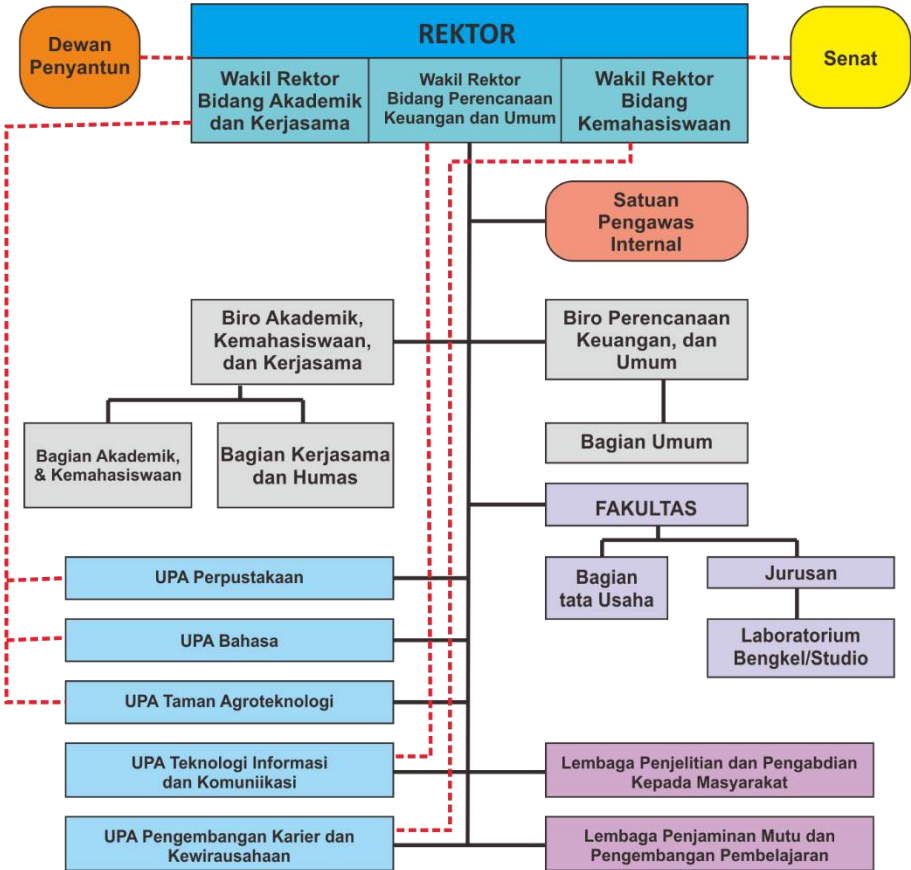 Dewan
Penyantun
REKTOR
Senat
Wakil Rektor
Bidang Akademik
dan Kerjasama
Wakil Rektor
Bidang Perencanaan
Keuangan dan Umum
Wakil Rektor
Bidang
Kemahasiswaan
Satuan
Pengawas
Internal
Biro Akademik,
Kemahasiswaan,
dan Kerjasama
Biro Perencanaan
Keuangan, dan
Umum
Bagian Akademik,
& Kemahasiswaan
Bagian Kerjasama
dan Humas
Bagian Umum
FAKULTAS
Bagian
tata Usaha
Jurusan
Laboratorium
Bengkel/Studio
UPA Perpustakaan
UPA Bahasa
UPA Taman Agroteknologi
UPA Teknologi Informasi
dan Komuniikasi
Lembaga Penjelitian dan Pengabdian
Kepada Masyarakat
UPA Pengembangan Karier dan
Kewirausahaan
Lembaga Penjaminan Mutu dan
Pengembangan Pembelajaran